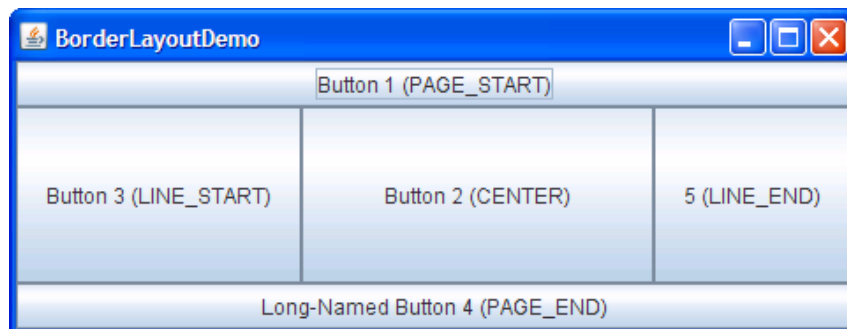 BorderLayoutDemo
Button 1 (PAGE_START)
Button 3 (LINE_START) Button 2 (CENTER) 5 (LINE_END)
Long-Named Button 4 (PAGE_END)